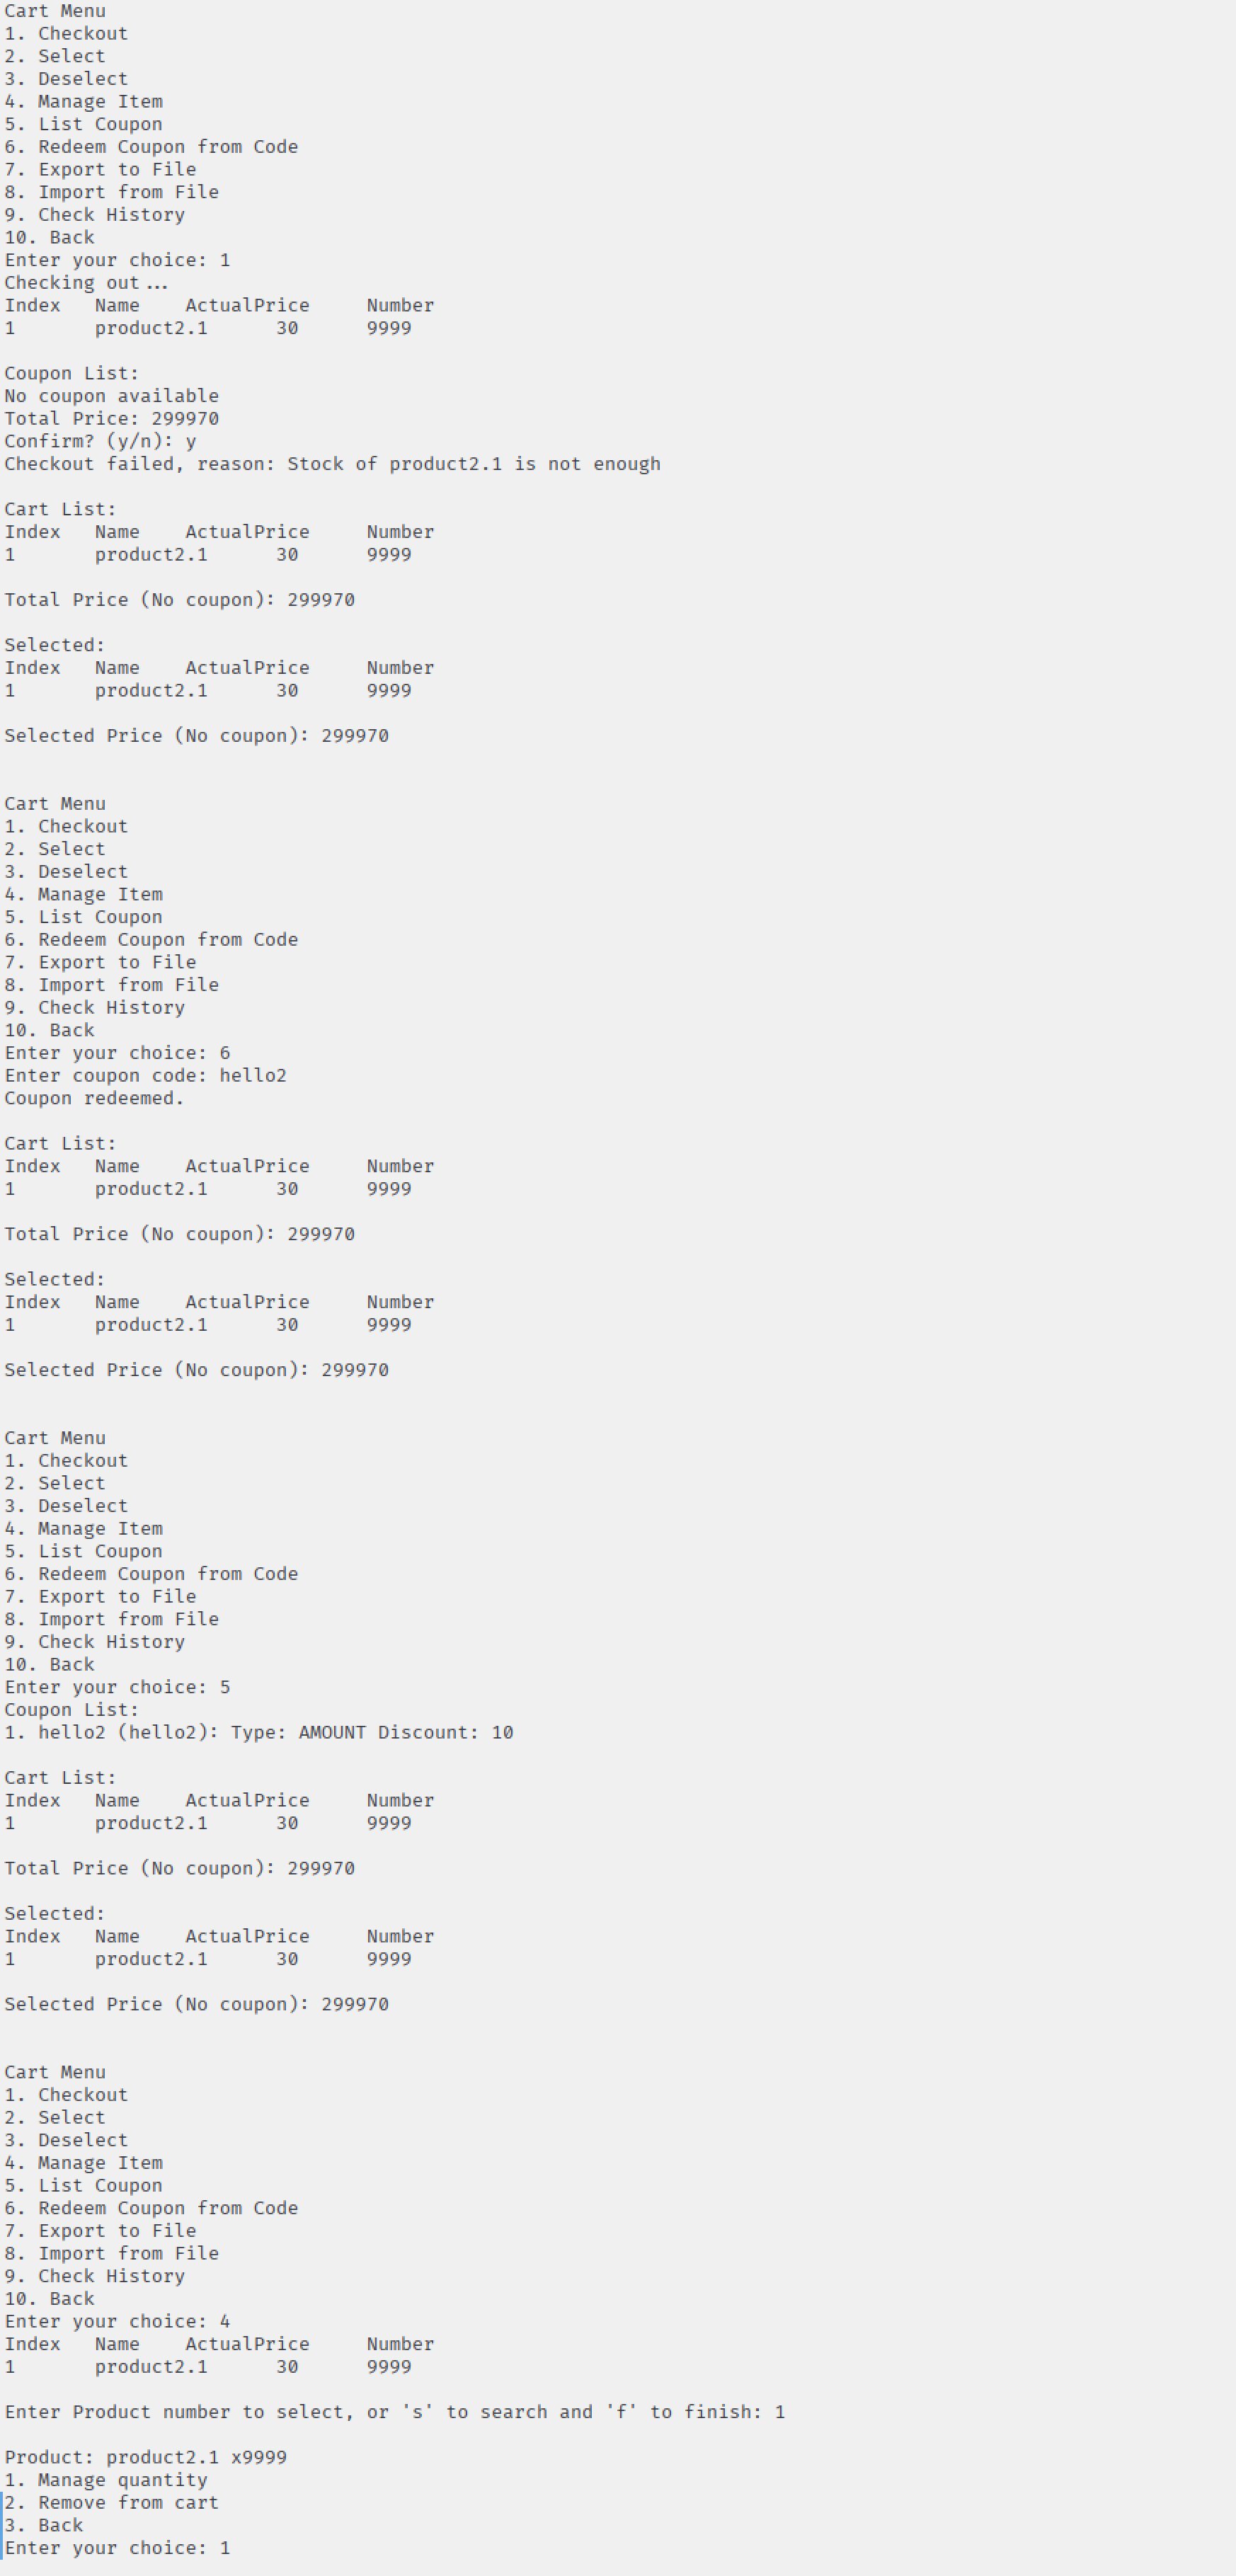 Cart Menu
1. Checkout
2. Select
3. Deselect
4. Manage Item
5. List Coupon
6. Redeem Coupon from Code
7. Export to File
8. Import from File
9. Check History
10. Back
Enter your choice: 1
Checking out...
Index   Name    ActualPrice     Number
1       product2.1      30      9999

Coupon List:
No coupon available
Total Price: 299970
Confirm? (y/n): y
Checkout failed, reason: Stock of product2.1 is not enough

Cart List:
Index   Name    ActualPrice     Number
1       product2.1      30      9999

Total Price (No coupon): 299970

Selected:
Index   Name    ActualPrice     Number
1       product2.1      30      9999

Selected Price (No coupon): 299970


Cart Menu
1. Checkout
2. Select
3. Deselect
4. Manage Item
5. List Coupon
6. Redeem Coupon from Code
7. Export to File
8. Import from File
9. Check History
10. Back
Enter your choice: 6
Enter coupon code: hello2
Coupon redeemed.

Cart List:
Index   Name    ActualPrice     Number
1       product2.1      30      9999

Total Price (No coupon): 299970

Selected:
Index   Name    ActualPrice     Number
1       product2.1      30      9999

Selected Price (No coupon): 299970


Cart Menu
1. Checkout
2. Select
3. Deselect
4. Manage Item
5. List Coupon
6. Redeem Coupon from Code
7. Export to File
8. Import from File
9. Check History
10. Back
Enter your choice: 5
Coupon List:
1. hello2 (hello2): Type: AMOUNT Discount: 10

Cart List:
Index   Name    ActualPrice     Number
1       product2.1      30      9999

Total Price (No coupon): 299970

Selected:
Index   Name    ActualPrice     Number
1       product2.1      30      9999

Selected Price (No coupon): 299970


Cart Menu
1. Checkout
2. Select
3. Deselect
4. Manage Item
5. List Coupon
6. Redeem Coupon from Code
7. Export to File
8. Import from File
9. Check History
10. Back
Enter your choice: 4
Index   Name    ActualPrice     Number
1       product2.1      30      9999

Enter Product number to select, or 's' to search and 'f' to finish: 1

Product: product2.1 x9999
1. Manage quantity
2. Remove from cart
3. Back
Enter your choice: 1